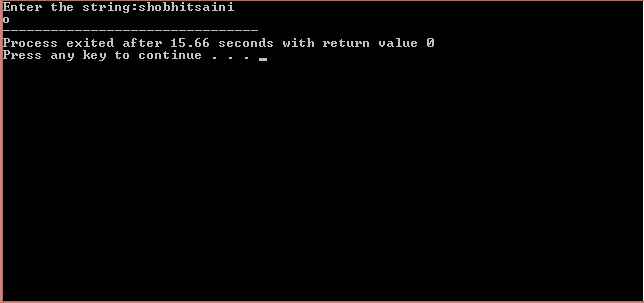 Enter the string:shobhitsaini
o
--------------------------------
Process exited after 15.66 seconds with return value 0
Press any key to continue . . . _